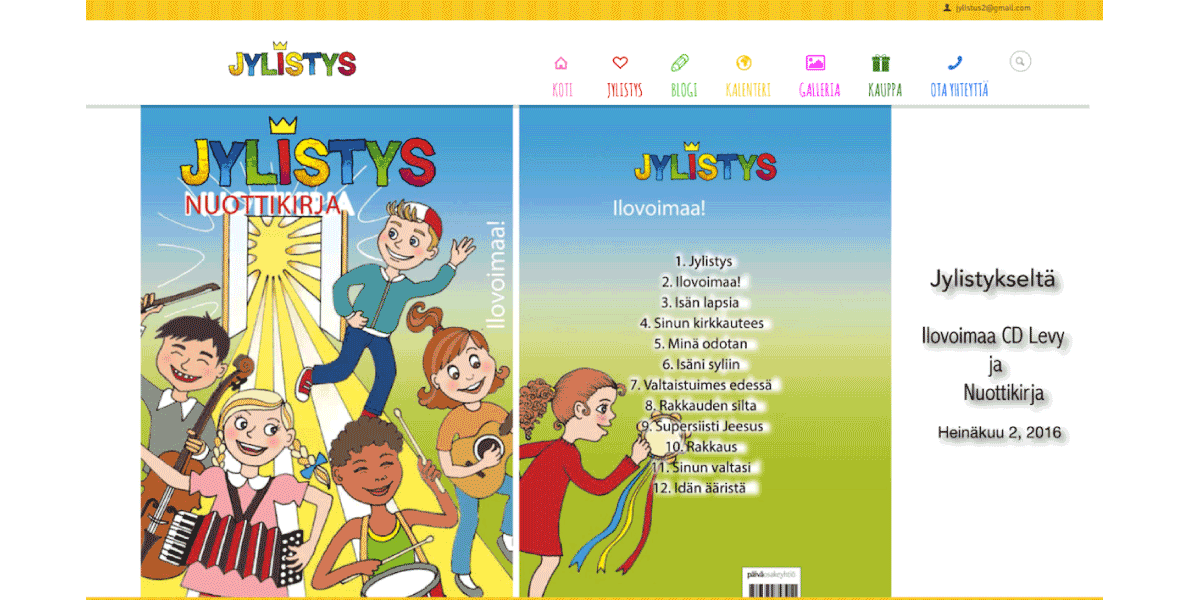 jylistus2@gmail.com
JYLISTYS
KOTI
JYLISTYS
BLOGI
KALENTERI
GALLERIA
KAUPPA
OTA YHTEYTTÄ
JYLISTYS
NUOTTIKIRJA
Ilovoimaa!
JYLISTYS
Ilovoimaa!
1. Jylistys
2. Ilovoimaa!
3. Isän lapsia
4. Sinun kirkkautees
5. Minä odotan
6. Isäni syliin
7. Valtaistuimes edessä
8. Rakkauden silta
9. Supersiisti Jeesus
10. Rakkaus
11. Sinun valtasi
12. Idän ääristä
päiväosakeyhtiö
Jylistykseltä
Ilovoimaa CD Levy
ja
Nuottikirja
Heinäkuu 2, 2016